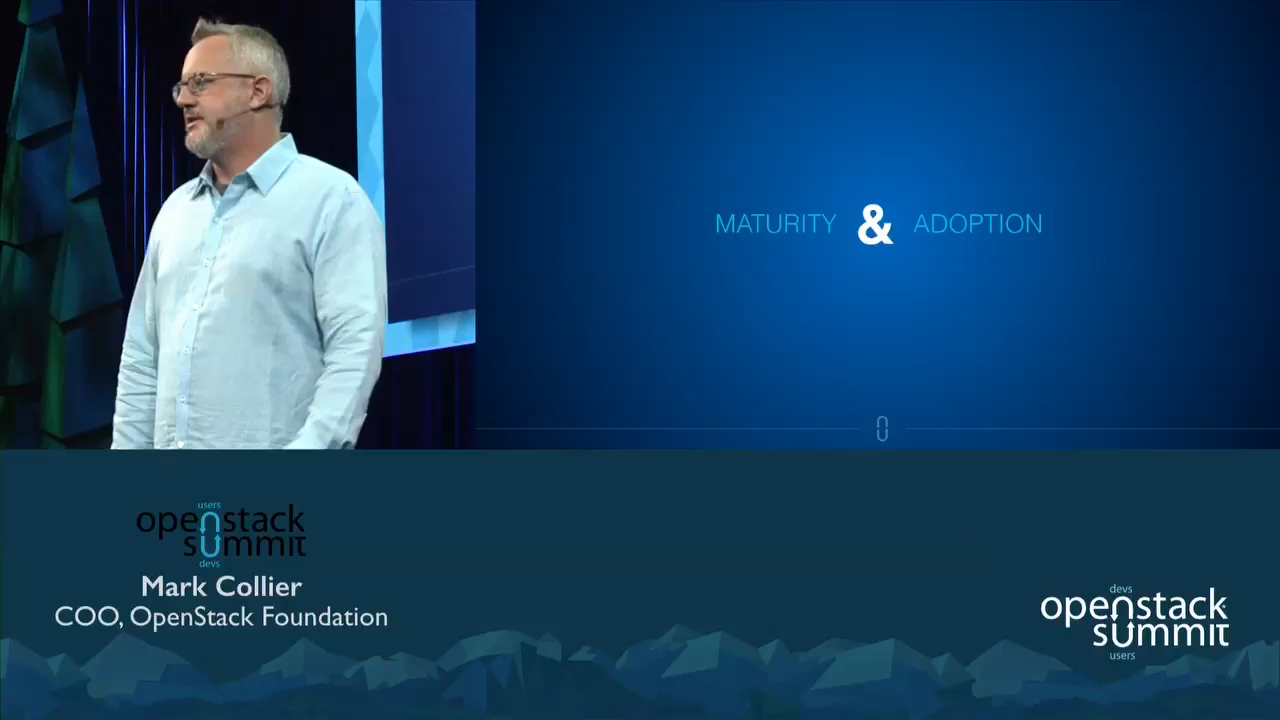 MATURITY & ADOPTION
users
openstack
summit
devs
Mark Collier
COO, OpenStack Foundation
devs
openstack
summit
users